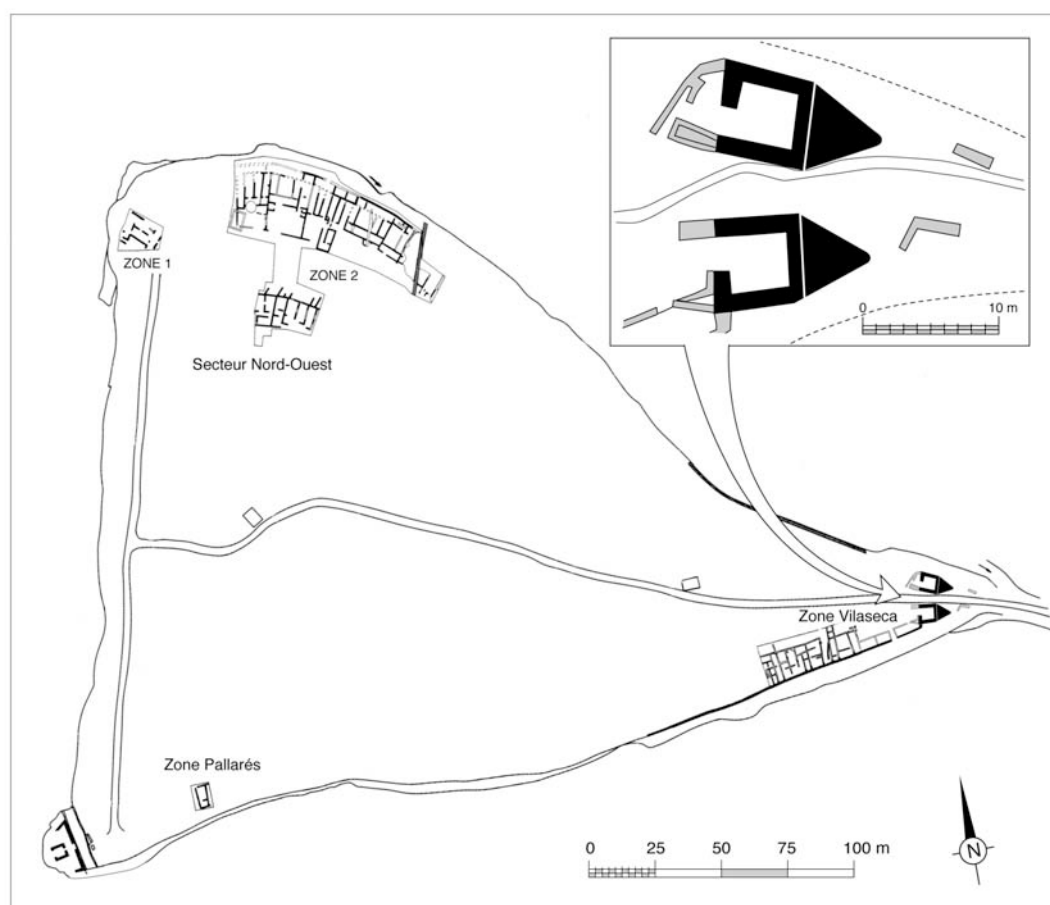 10 m
0
ZONE 1
ZONE 2
Secteur Nord-Ouest
Zone Vilaseca
Zone Pallarés
0 25 50 75 100 m
N